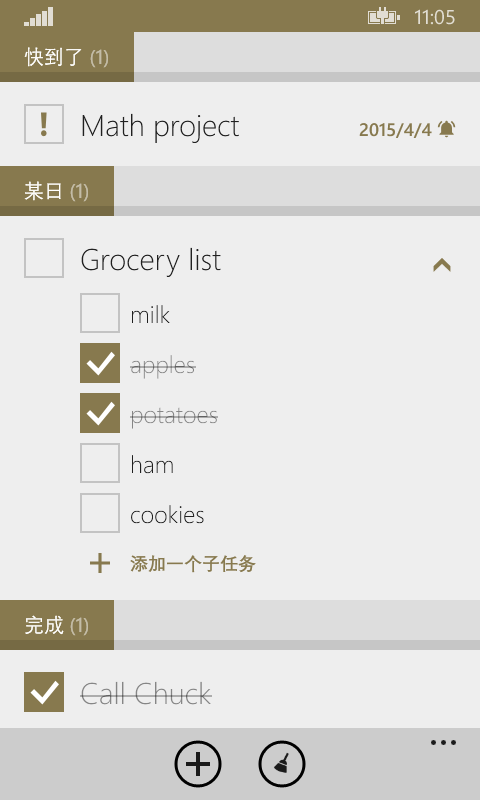 11:05
快到了 (1)
Math project
2015/4/4
某日 (1)
Grocery list
milk
apples
potatoes
ham
cookies
添加一个子任务
完成 (1)
Call Chuck